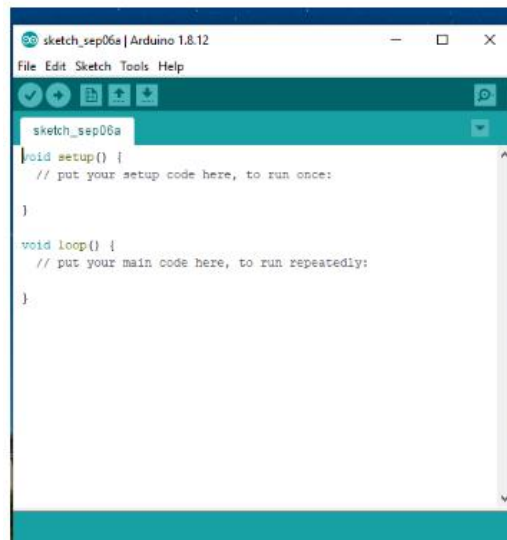 sketch_sep06a | Arduino 1.8.12
File Edit Sketch Tools Help
sketch_sep06a
void setup() {
  // put your setup code here, to run once:
}
void loop() {
  // put your main code here, to run repeatedly:
}